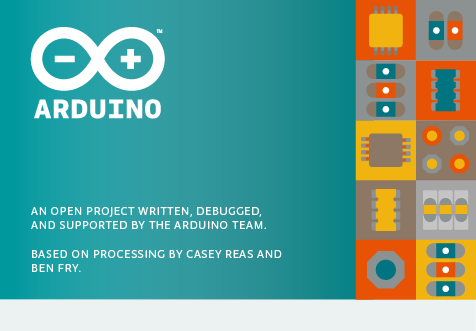 TM
ARDUINO
AN OPEN PROJECT WRITTEN, DEBUGGED,
AND SUPPORTED BY THE ARDUINO TEAM.
BASED ON PROCESSING BY CASEY REAS AND
BEN FRY.